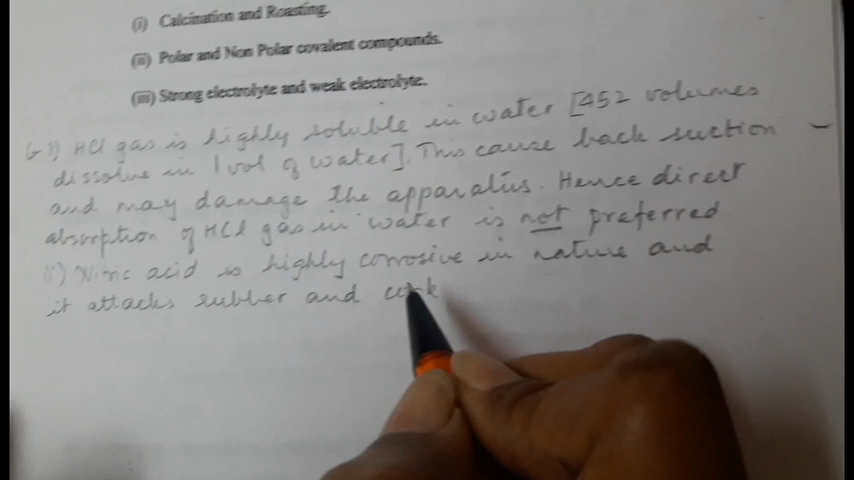 (i) Calcination and Roasting.
(ii) Polar and Non Polar covalent compounds.
(iii) Strong electrolyte and weak electrolyte.
G i) HCl gas is highly soluble in water [452 volumes
dissolve in 1 vol of water]. This cause back suction
and may damage the apparatus. Hence direct
absorption of HCl gas in water is not preferred
ii) Nitric acid is highly corrosive in nature and
it attacks rubber and cork